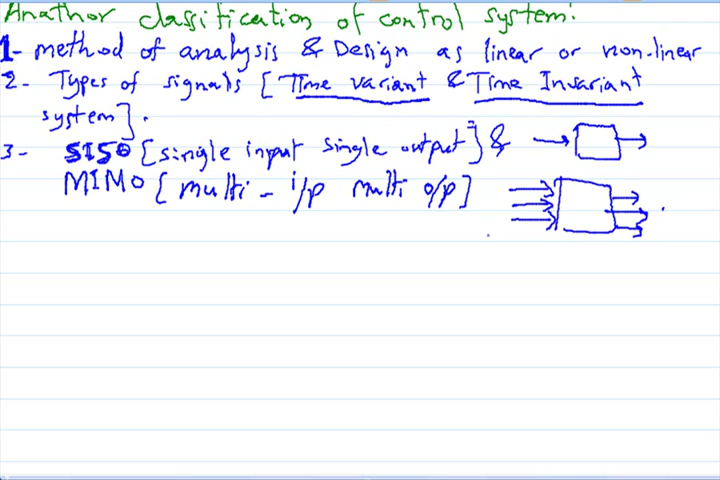 Anathor classification of control system:
1- method of analysis & Design as linear or non-linear
2- Types of signals [Time variant & Time Invariant
system].
3- SISO [single input single output] &
MIMO [multi - i/p multi o/p]